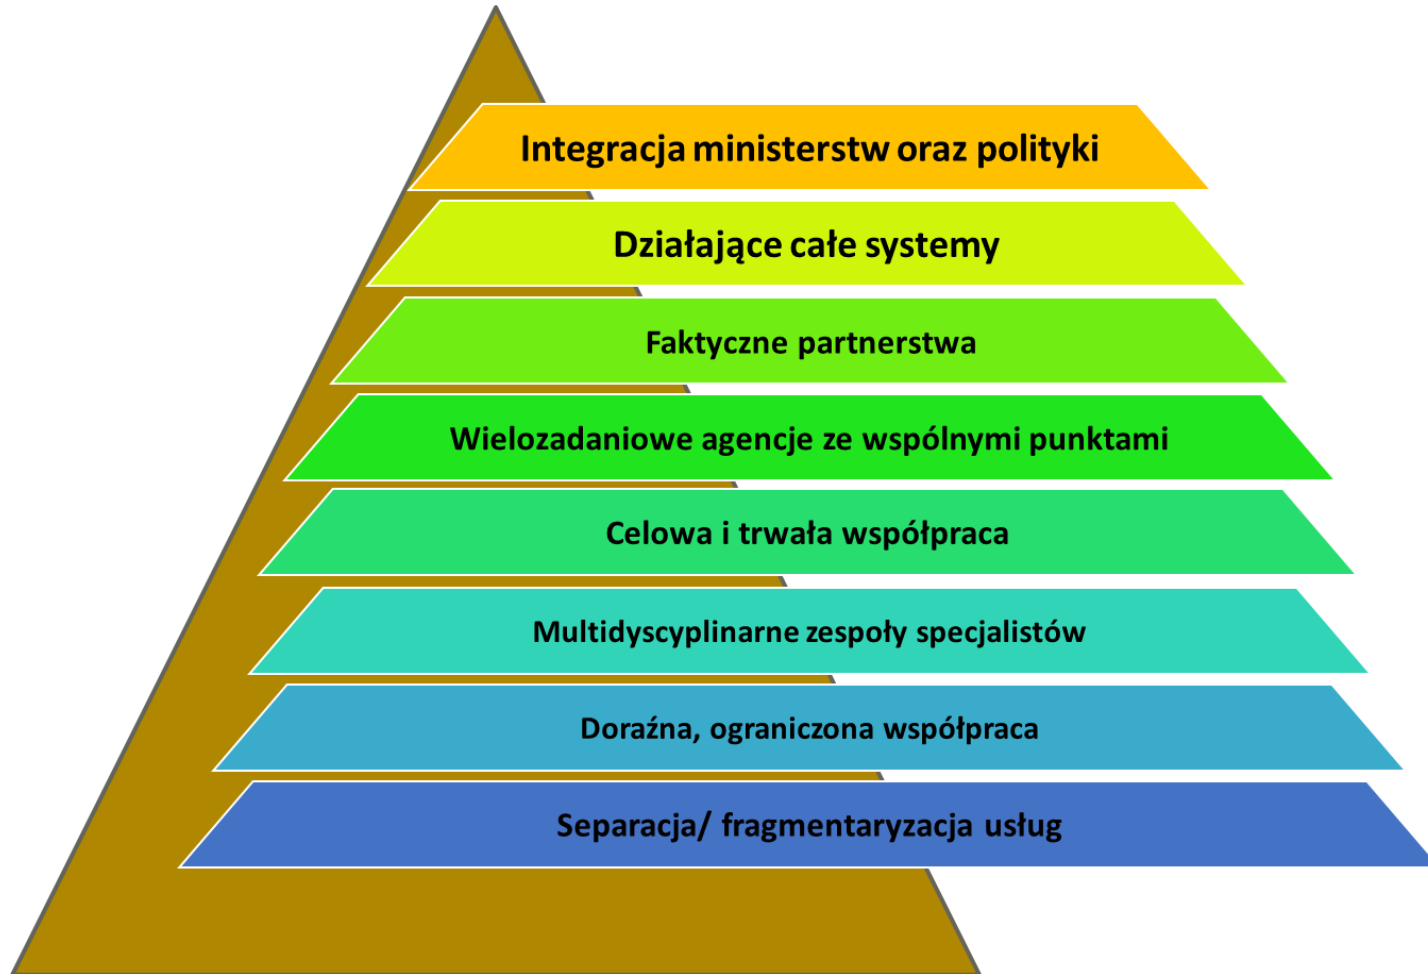 Integracja ministerstw oraz polityki
Działające całe systemy
Faktyczne partnerstwa
Wielozadaniowe agencje ze wspólnymi punktami
Celowa i trwała współpraca
Multidyscyplinarne zespoły specjalistów
Doraźna, ograniczona współpraca
Separacja/ fragmentaryzacja usług